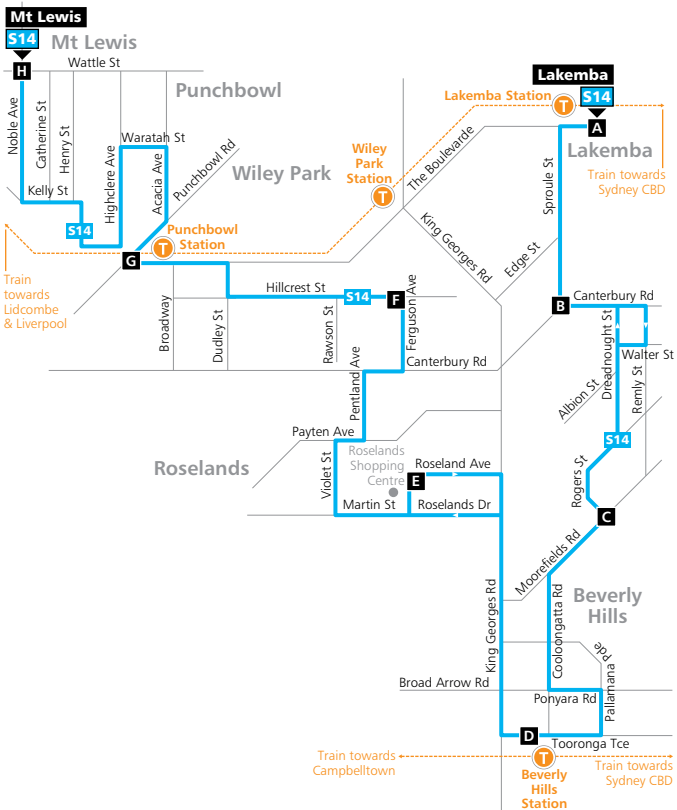 Mt Lewis
S14
Mt Lewis
H
Wattle St
Punchbowl
Lakemba
S14
Lakemba Station
T
A
Lakemba
Train towards
Sydney CBD
Noble Ave
Catherine St
Henry St
Highclere Ave
Waratah St
Acacia Ave
Punchbowl Rd
Wiley Park
Wiley
Park
Station
T
The Boulevarde
Sproule St
Kelly St
S14
Punchbowl
Station
T
G
King Georges Rd
Edge St
Train
towards
Lidcombe
& Liverpool
Hillcrest St
S14
F
Broadway
Dudley St
Rawson St
Ferguson Ave
B
Canterbury Rd
Dreadnought St
Walter St
Remly St
Albion St
Canterbury Rd
Pentland Ave
Payten Ave
S14
Roselands
Violet St
Roselands
Shopping
Centre
Roseland Ave
E
Martin St
Roselands Dr
Rogers St
C
Moorefields Rd
Beverly
Hills
King Georges Rd
Cooloongatta Rd
Pallamana Pde
Broad Arrow Rd
Ponyara Rd
D
Tooronga Tce
Train towards
Campbelltown
T
Beverly
Hills
Station
Train towards
Sydney CBD